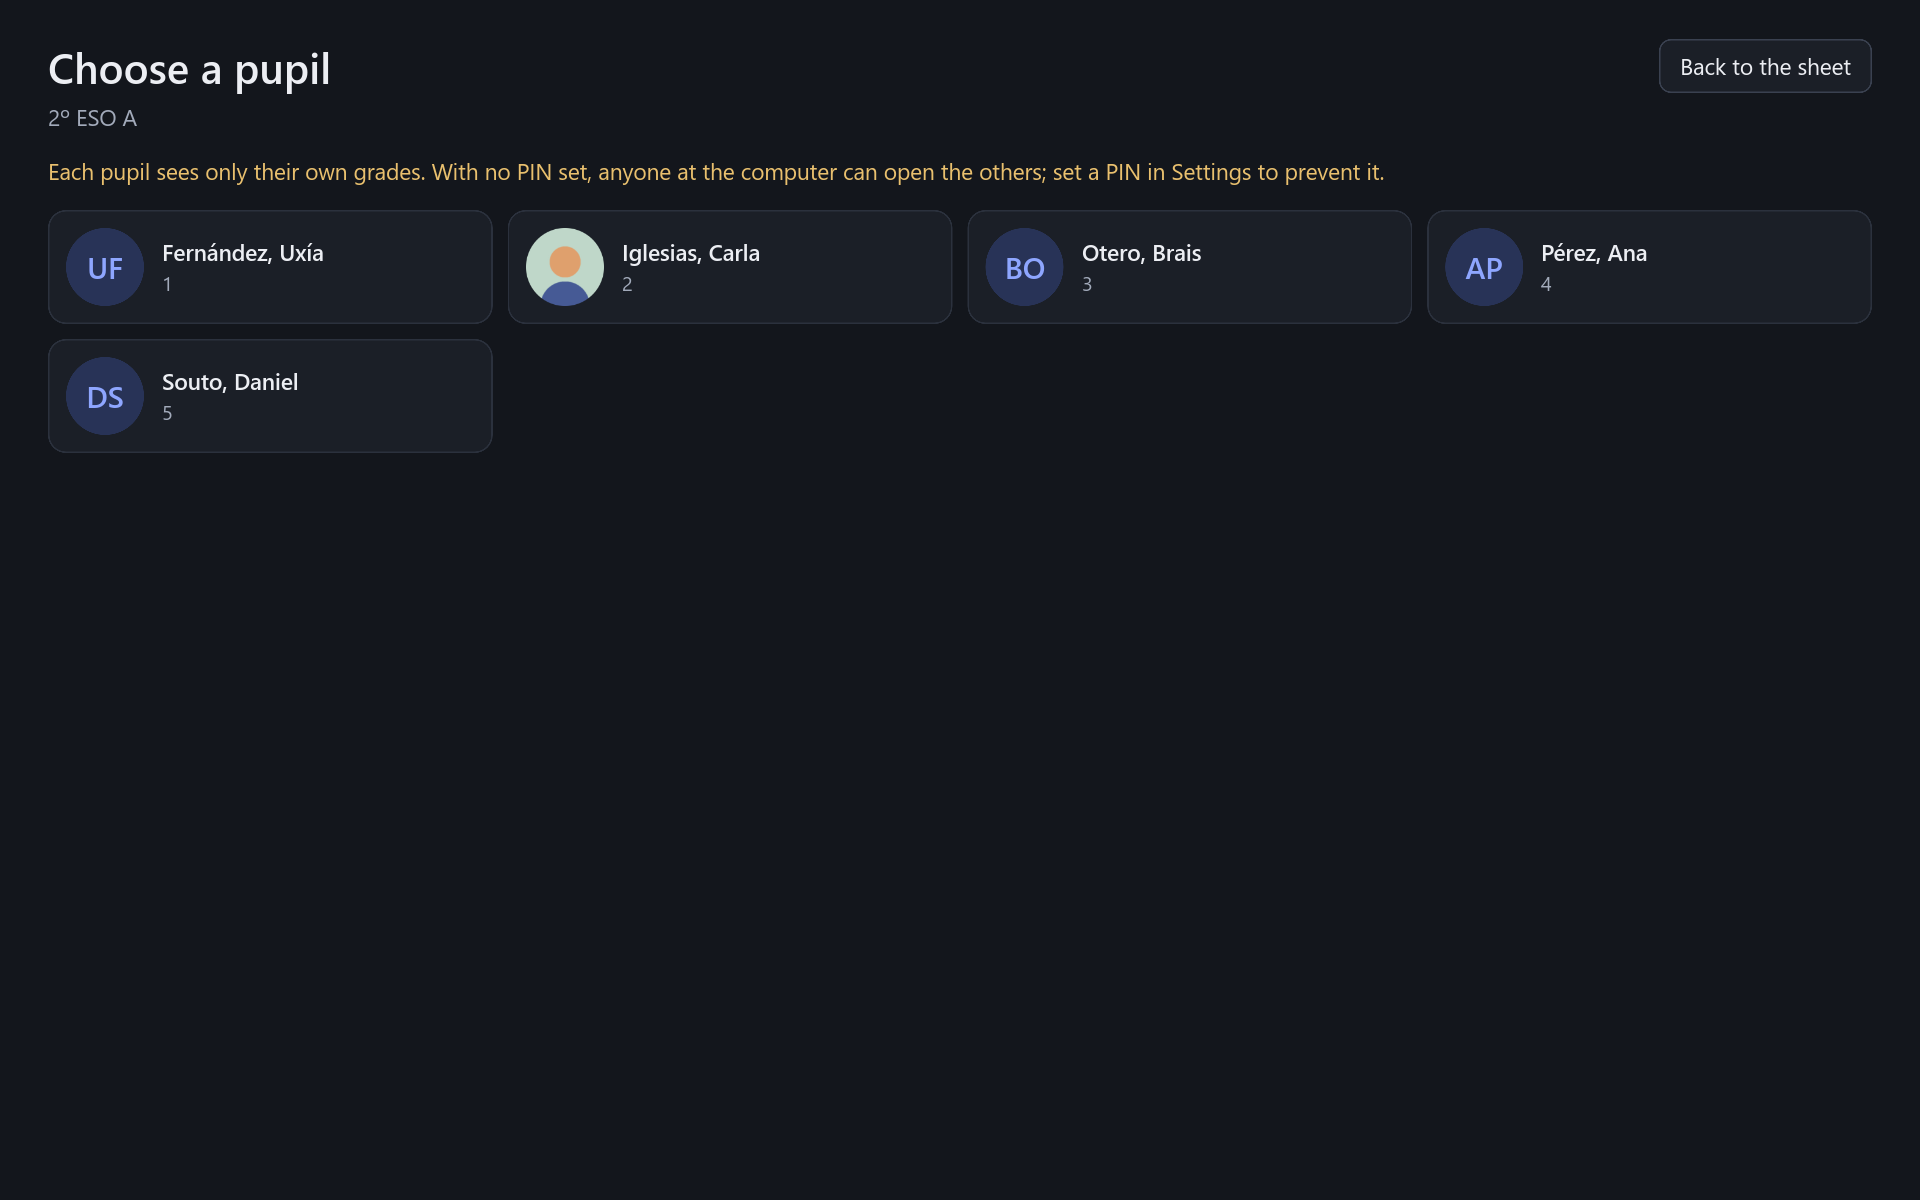 Choose a pupil
Back to the sheet
2º ESO A
Each pupil sees only their own grades. With no PIN set, anyone at the computer can open the others; set a PIN in Settings to prevent it.
UF
Fernández, Uxía
1
Iglesias, Carla
2
BO
Otero, Brais
3
AP
Pérez, Ana
4
DS
Souto, Daniel
5